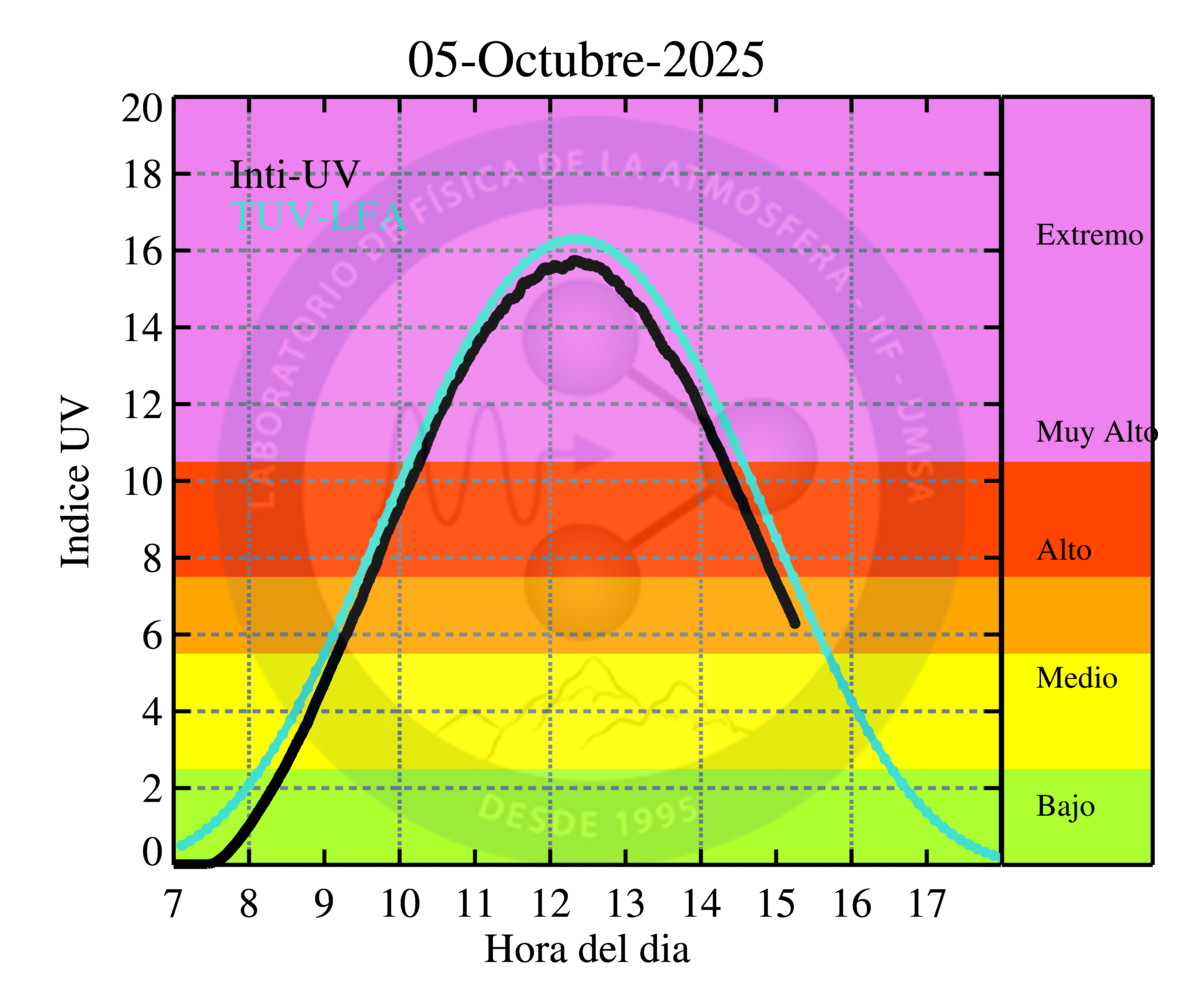 05-Octubre-2025
Inti-UV
TUV-LFA
LABORATORIO DE FÍSICA DE LA ATMÓSFERA - IIF - UMSA
DESDE 1995
Indice UV
20
18
16
14
12
10
8
6
4
2
0
Extremo
Muy Alto
Alto
Medio
Bajo
7 8 9 10 11 12 13 14 15 16 17
Hora del dia